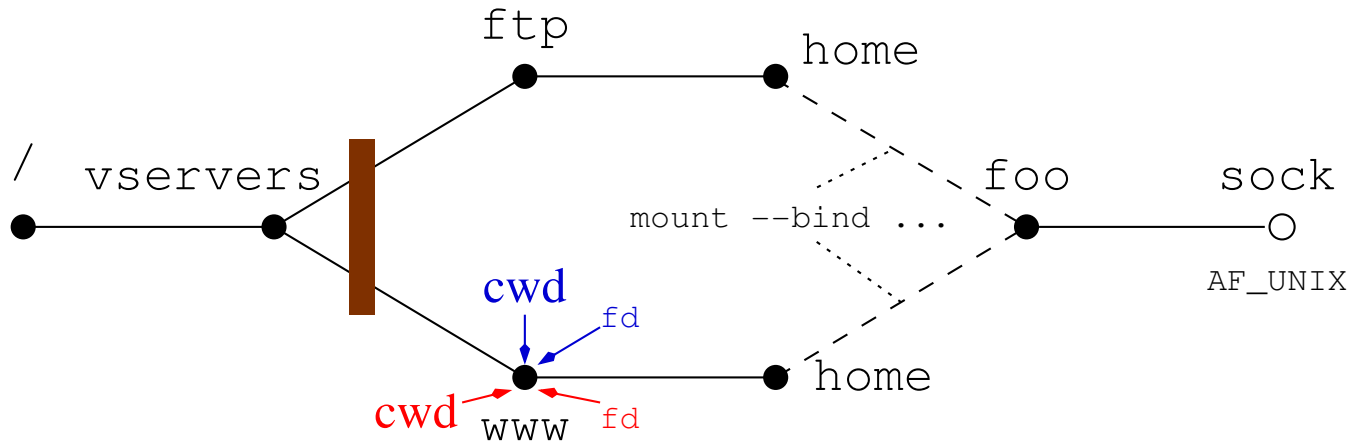 ftp
home
/
vservers
foo
sock
mount --bind ...
AF_UNIX
cwd
fd
home
cwd
fd
www